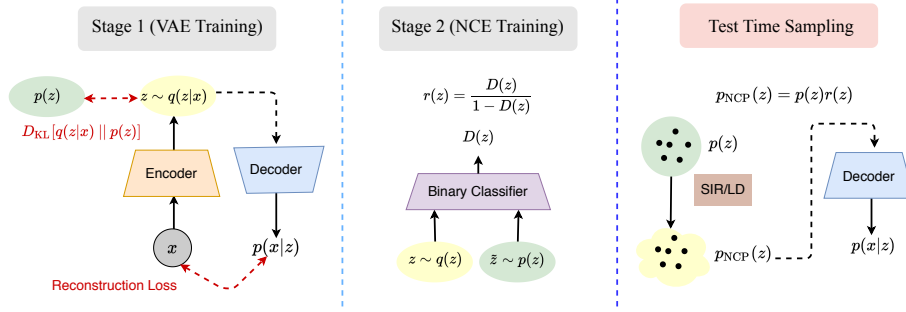 Stage 1 (VAE Training)
p(z)
z ∼ q(z|x)
D_KL[q(z|x) || p(z)]
Encoder
Decoder
x
p(x|z)
Reconstruction Loss
Stage 2 (NCE Training)
r(z) = D(z) / (1 − D(z))
D(z)
Binary Classifier
z ∼ q(z)
z̃ ∼ p(z)
Test Time Sampling
p_NCP(z) = p(z)r(z)
p(z)
SIR/LD
Decoder
p_NCP(z)
p(x|z)